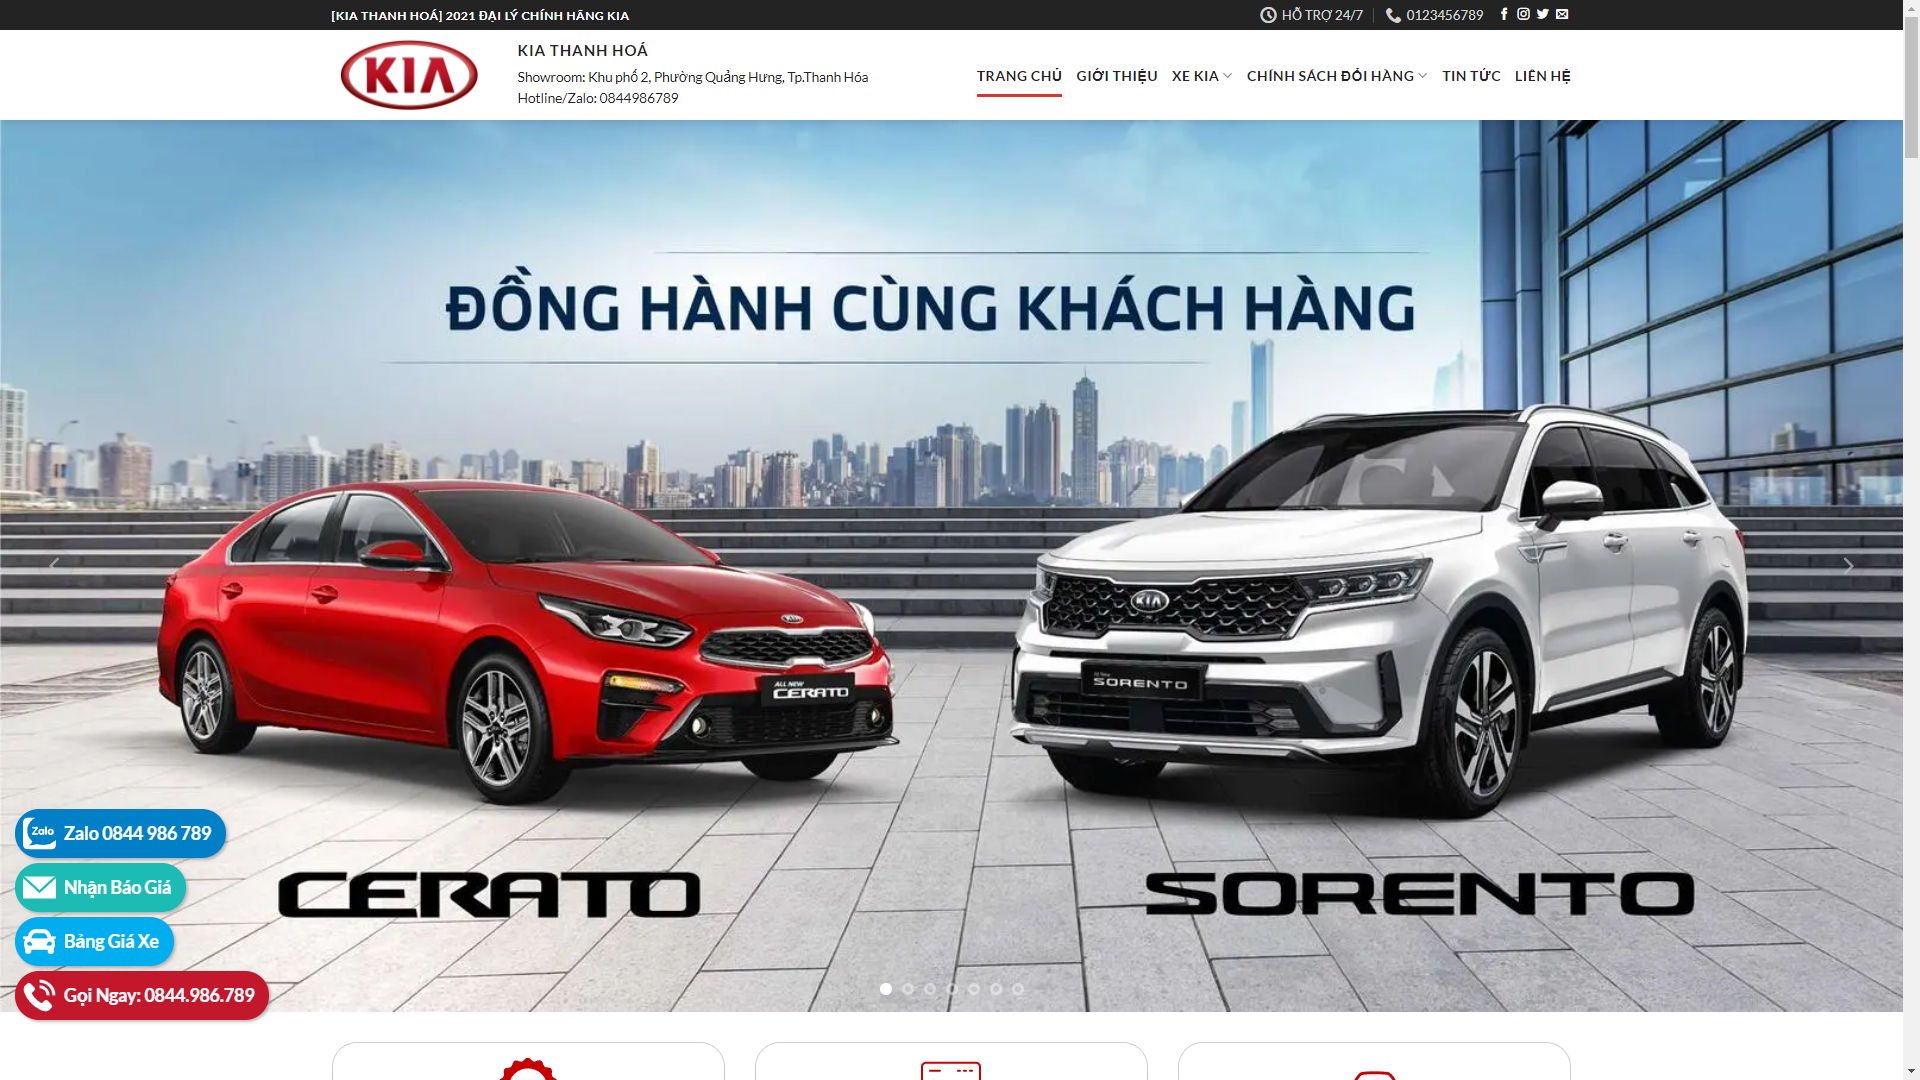 [KIA THANH HOÁ] 2021 ĐẠI LÝ CHÍNH HÃNG KIA
HỖ TRỢ 24/7
0123456789
KIA
KIA THANH HOÁ
Showroom: Khu phố 2, Phường Quảng Hưng, Tp.Thanh Hóa
Hotline/Zalo: 0844986789
TRANG CHỦ
GIỚI THIỆU
XE KIA
CHÍNH SÁCH ĐỔI HÀNG
TIN TỨC
LIÊN HỆ
ĐỒNG HÀNH CÙNG KHÁCH HÀNG
KIA
KIA
ALL NEW
CERATO
SORENTO
CERATO
SORENTO
Zalo
Zalo 0844 986 789
Nhận Báo Giá
Bảng Giá Xe
Gọi Ngay: 0844.986.789